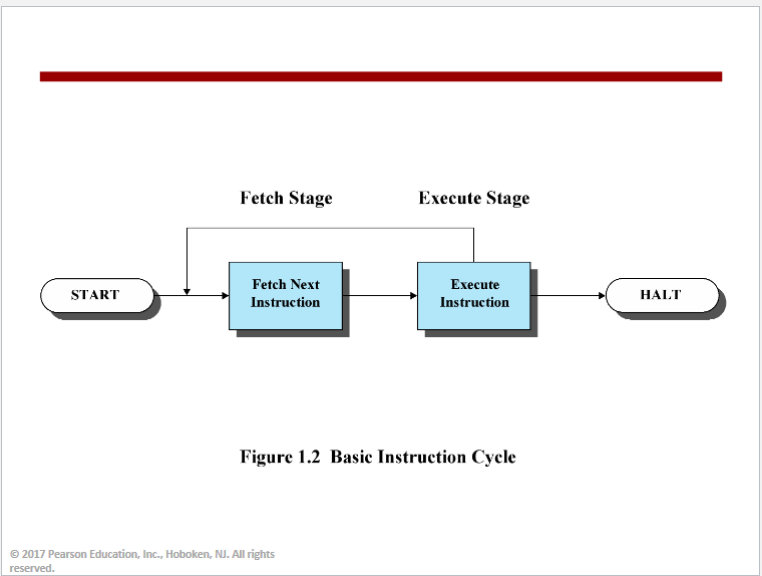 Fetch Stage
Execute Stage
START
Fetch Next
Instruction
Execute
Instruction
HALT
Figure 1.2  Basic Instruction Cycle
© 2017 Pearson Education, Inc., Hoboken, NJ. All rights
reserved.